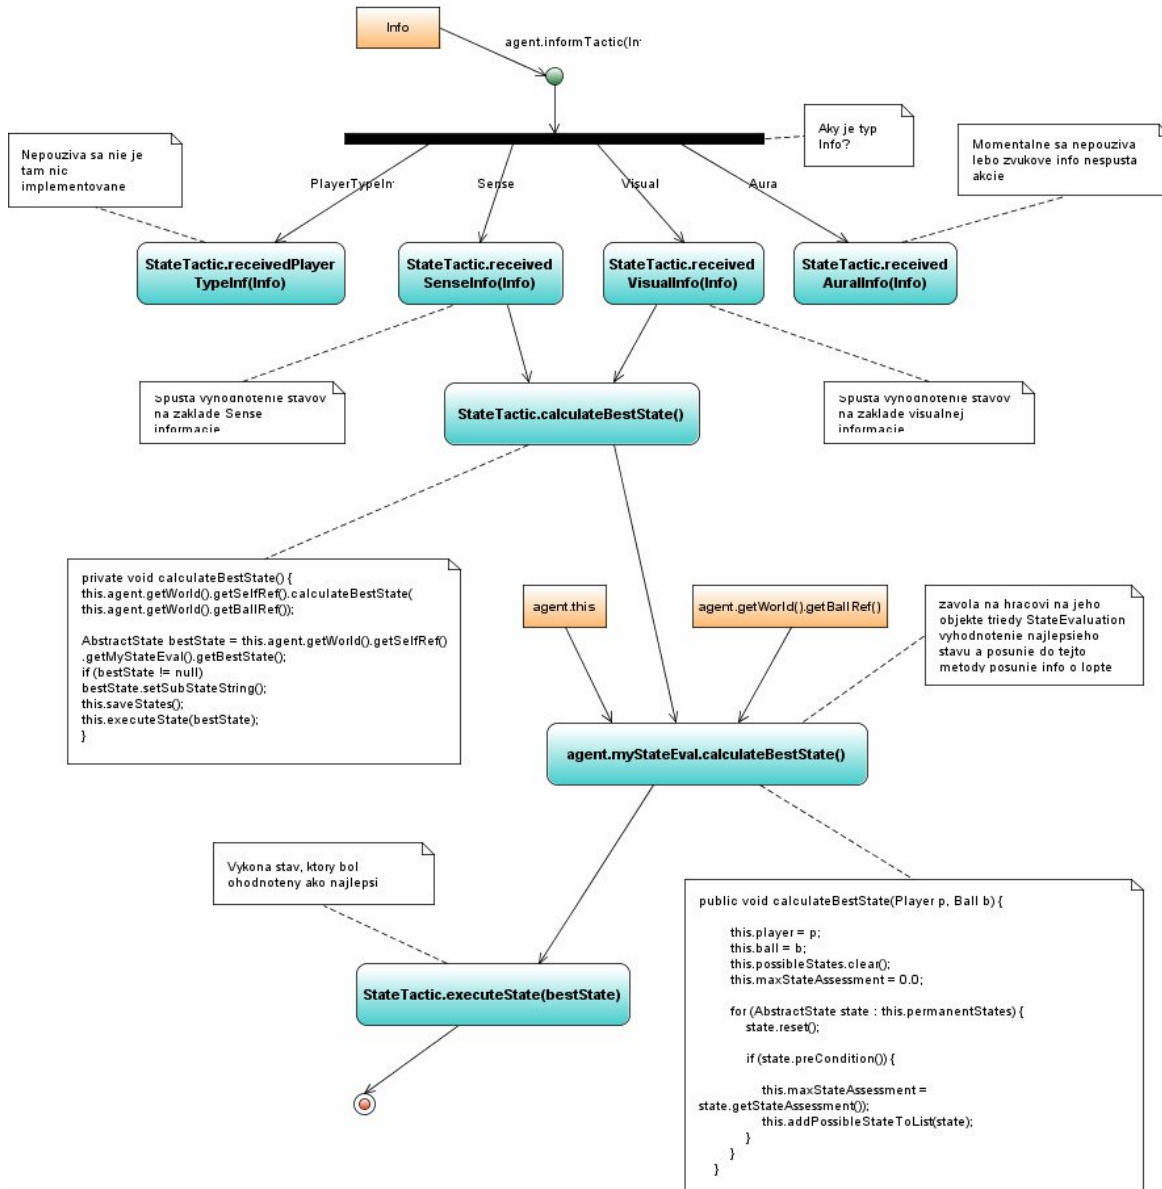 Info
agent.informTactic(In
Aky je typ
Info?
Nepouziva sa nie je
tam nic
implementovane
Momentalne sa nepouziva
lebo zvukove info nespusta
akcie
PlayerTypeIn
Sense
Visual
Aura
StateTactic.receivedPlayer
TypeInf(Info)
StateTactic.received
SenseInfo(Info)
StateTactic.received
VisualInfo(Info)
StateTactic.received
AuralInfo(Info)
Spusta vyhodnotenie stavov
na zaklade Sense
informacie
StateTactic.calculateBestState()
Spusta vyhodnotenie stavov
na zaklade visualnej
informacie
private void calculateBestState() {
this.agent.getWorld().getSelfRef().calculateBestState(
this.agent.getWorld().getBallRef());
AbstractState bestState = this.agent.getWorld().getSelfRef()
.getMyStateEval().getBestState();
if (bestState != null)
bestState.setSubStateString();
this.saveStates();
this.executeState(bestState);
}
agent.this
agent.getWorld().getBallRef()
zavola na hracovi na jeho
objekte triedy StateEvaluation
vyhodnotenie najlepsieho
stavu a posunie do tejto
metody posunie info o lopte
agent.myStateEval.calculateBestState()
Vykona stav, ktory bol
ohodnoteny ako najlepsi
StateTactic.executeState(bestState)
public void calculateBestState(Player p, Ball b) {
this.player = p;
this.ball = b;
this.possibleStates.clear();
this.maxStateAssessment = 0.0;
for (AbstractState state : this.permanentStates) {
state.reset();
if (state.preCondition()) {
this.maxStateAssessment =
state.getStateAssessment());
this.addPossibleStateToList(state);
}
}
}